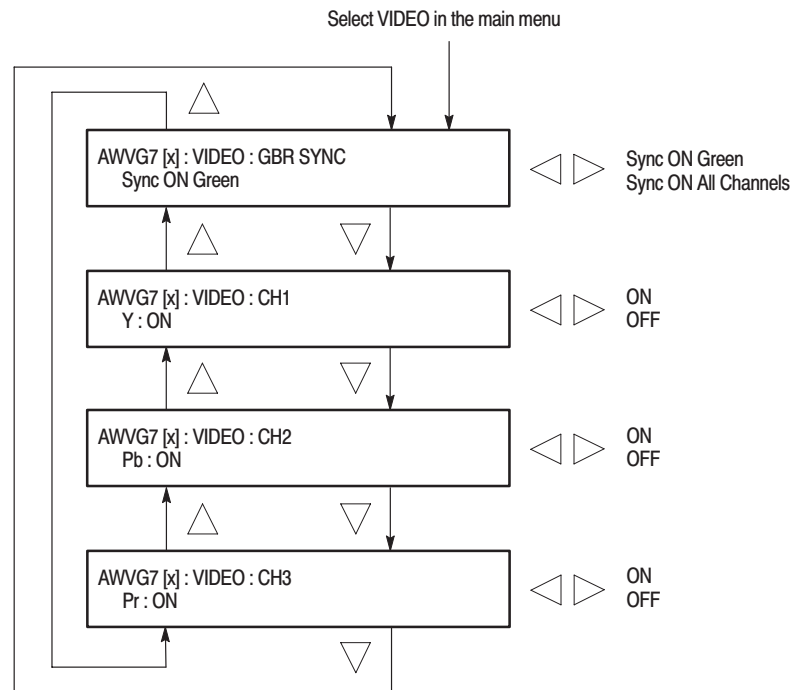 Select VIDEO in the main menu
AWVG7 [x] : VIDEO : GBR SYNC
Sync ON Green
Sync ON Green
Sync ON All Channels
AWVG7 [x] : VIDEO : CH1
Y : ON
ON
OFF
AWVG7 [x] : VIDEO : CH2
Pb : ON
ON
OFF
AWVG7 [x] : VIDEO : CH3
Pr : ON
ON
OFF